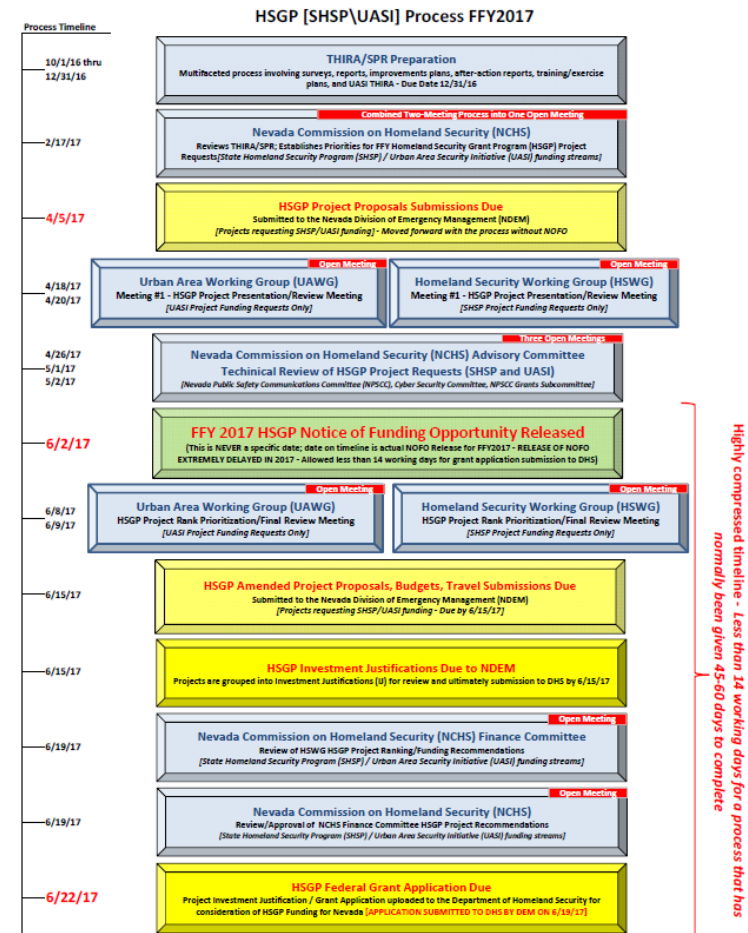 HSGP [SHSP\UASI] Process FFY2017
Process Timeline
10/1/16 thru
12/31/16
THIRA/SPR Preparation
Multifaceted process involving surveys, reports, improvements plans, after-action reports, training/exercise
plans, and UASI THIRA - Due Date 12/31/16
Combined Two-Meeting Process into One Open Meeting
2/17/17
Nevada Commission on Homeland Security (NCHS)
Reviews THIRA/SPR; Establishes Priorities for FFY Homeland Security Grant Program (HSGP) Project
Requests[State Homeland Security Program (SHSP) / Urban Area Security Initiative (UASI) funding streams]
4/5/17
HSGP Project Proposals Submissions Due
Submitted to the Nevada Division of Emergency Management (NDEM)
[Projects requesting SHSP/UASI funding] - Moved forward with the process without NOFO
4/18/17
4/20/17
Open Meeting
Urban Area Working Group (UAWG)
Meeting #1 - HSGP Project Presentation/Review Meeting
[UASI Project Funding Requests Only]
Open Meeting
Homeland Security Working Group (HSWG)
Meeting #1 - HSGP Project Presentation/Review Meeting
[SHSP Project Funding Requests Only]
4/26/17
5/1/17
5/2/17
Three Open Meetings
Nevada Commission on Homeland Security (NCHS) Advisory Committee
Techinical Review of HSGP Project Requests (SHSP and UASI)
[Nevada Public Safety Communications Committee (NPSCC), Cyber Security Committee, NPSCC Grants Subcommittee]
6/2/17
FFY 2017 HSGP Notice of Funding Opportunity Released
(This is NEVER a specific date; date on timeline is actual NOFO Release for FFY2017 - RELEASE OF NOFO
EXTREMELY DELAYED IN 2017 - Allowed less than 14 working days for grant application submission to DHS)
6/8/17
6/9/17
Open Meeting
Urban Area Working Group (UAWG)
HSGP Project Rank Prioritization/Final Review Meeting
[UASI Project Funding Requests Only]
Open Meeting
Homeland Security Working Group (HSWG)
HSGP Project Rank Prioritization/Final Review Meeting
[SHSP Project Funding Requests Only]
6/15/17
HSGP Amended Project Proposals, Budgets, Travel Submissions Due
Submitted to the Nevada Division of Emergency Management (NDEM)
[Projects requesting SHSP/UASI funding - Due by 6/15/17]
6/15/17
HSGP Investment Justifications Due to NDEM
Projects are grouped into Investment Justifications (IJ) for review and ultimately submission to DHS by 6/15/17
6/19/17
Open Meeting
Nevada Commission on Homeland Security (NCHS) Finance Committee
Review of HSWG HSGP Project Ranking/Funding Recommendations
[State Homeland Security Program (SHSP) / Urban Area Security Initiative (UASI) funding streams]
6/19/17
Open Meeting
Nevada Commission on Homeland Security (NCHS)
Review/Approval of NCHS Finance Committee HSGP Project Recommendations
[State Homeland Security Program (SHSP) / Urban Area Security Initiative (UASI) funding streams]
6/22/17
HSGP Federal Grant Application Due
Project Investment Justification / Grant Application uploaded to the Department of Homeland Security for
consideration of HSGP Funding for Nevada [APPLICATION SUBMITTED TO DHS BY DEM ON 6/19/17]
Highly compressed timeline - Less than 14 working days for a process that has
normally been given 45-60 days to complete